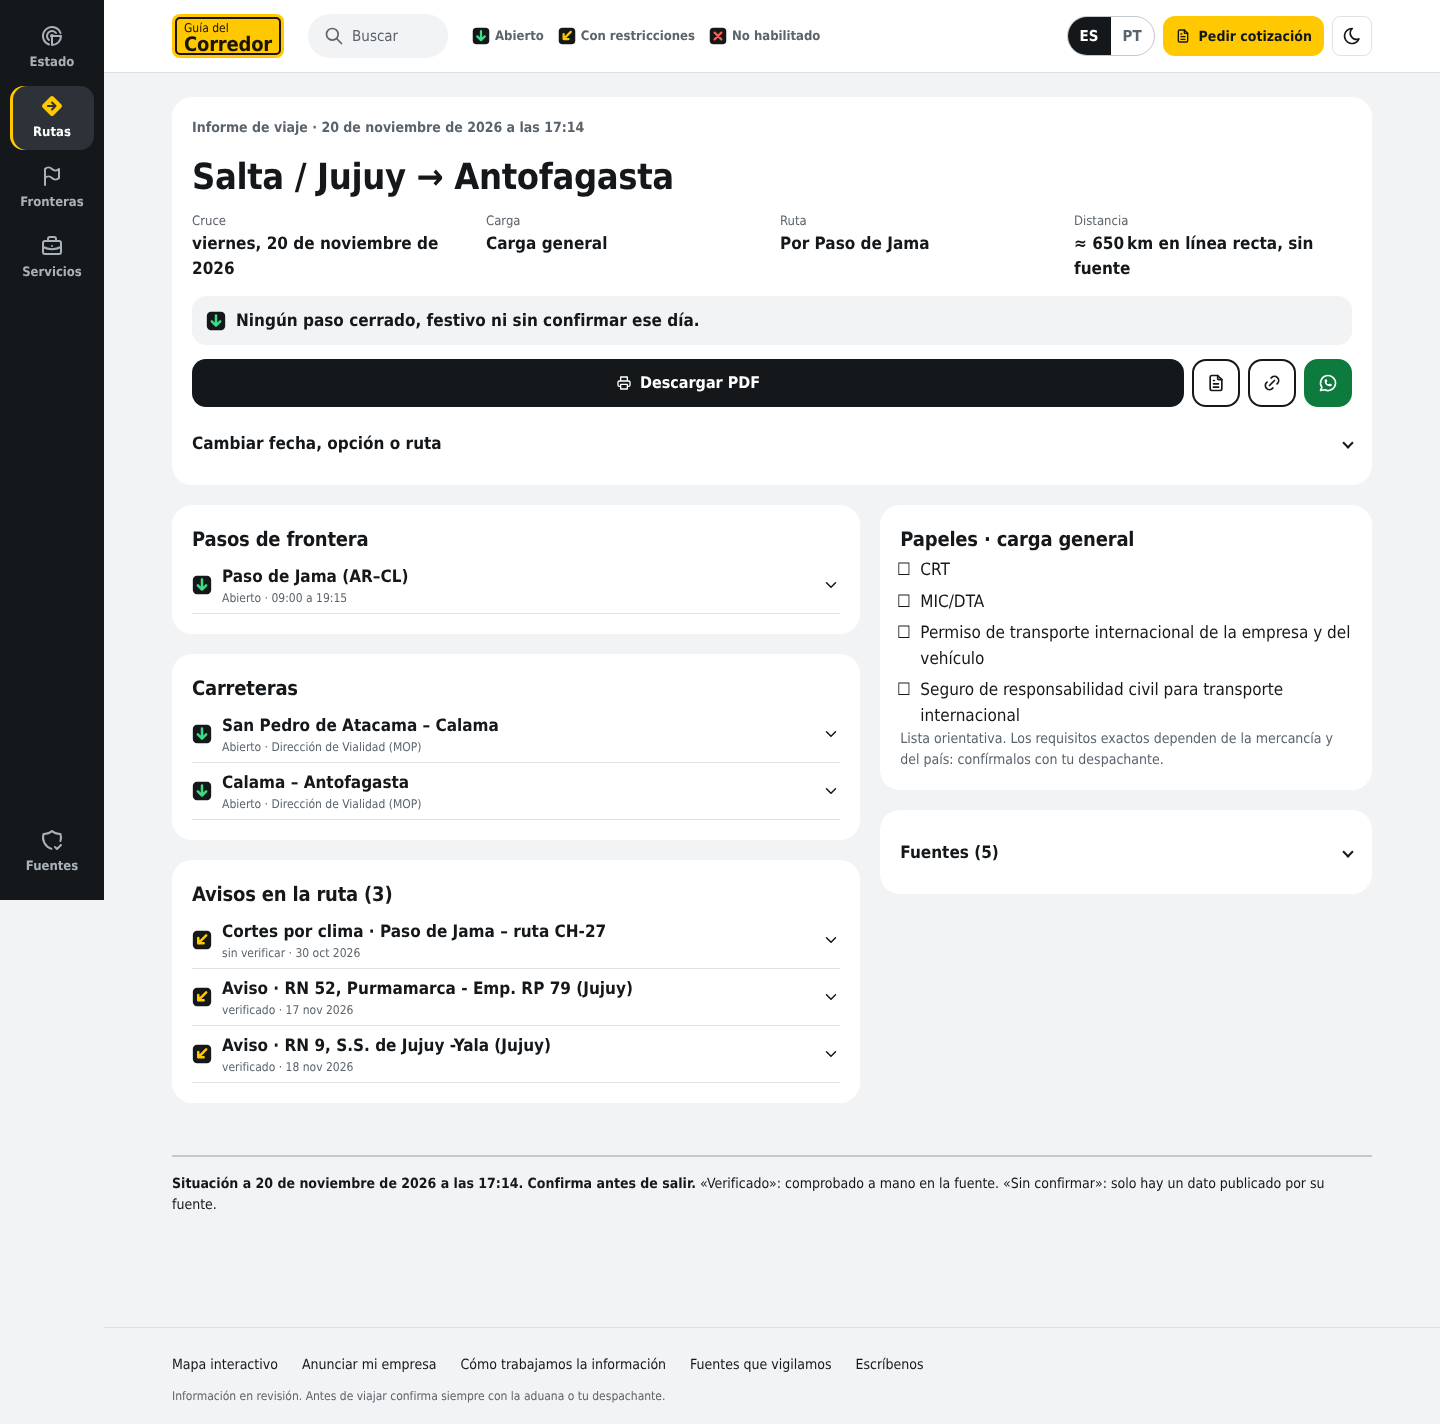 Estado
Rutas
Fronteras
Servicios
Fuentes
Guía del
Corredor
Buscar
Abierto
Con restricciones
No habilitado
ES
PT
Pedir cotización
Informe de viaje · 20 de noviembre de 2026 a las 17:14
Salta / Jujuy → Antofagasta
Cruce
viernes, 20 de noviembre de
2026
Carga
Carga general
Ruta
Por Paso de Jama
Distancia
≈ 650 km en línea recta, sin
fuente
Ningún paso cerrado, festivo ni sin confirmar ese día.
Descargar PDF
Cambiar fecha, opción o ruta
Pasos de frontera
Paso de Jama (AR–CL)
Abierto · 09:00 a 19:15
Carreteras
San Pedro de Atacama – Calama
Abierto · Dirección de Vialidad (MOP)
Calama – Antofagasta
Abierto · Dirección de Vialidad (MOP)
Avisos en la ruta (3)
Cortes por clima · Paso de Jama – ruta CH-27
sin verificar · 30 oct 2026
Aviso · RN 52, Purmamarca - Emp. RP 79 (Jujuy)
verificado · 17 nov 2026
Aviso · RN 9, S.S. de Jujuy -Yala (Jujuy)
verificado · 18 nov 2026
Papeles · carga general
☐ CRT
☐ MIC/DTA
☐ Permiso de transporte internacional de la empresa y del
vehículo
☐ Seguro de responsabilidad civil para transporte
internacional
Lista orientativa. Los requisitos exactos dependen de la mercancía y
del país: confírmalos con tu despachante.
Fuentes (5)
Situación a 20 de noviembre de 2026 a las 17:14. Confirma antes de salir. «Verificado»: comprobado a mano en la fuente. «Sin confirmar»: solo hay un dato publicado por su
fuente.
Mapa interactivo
Anunciar mi empresa
Cómo trabajamos la información
Fuentes que vigilamos
Escríbenos
Información en revisión. Antes de viajar confirma siempre con la aduana o tu despachante.